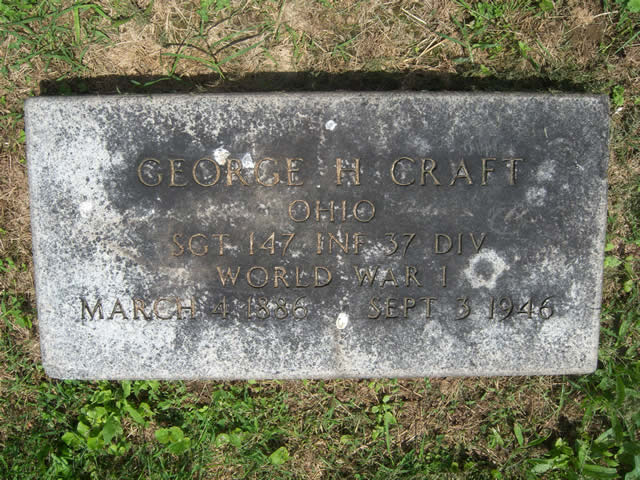 GEORGE H CRAFT
OHIO
SGT 147 INF 37 DIV
WORLD WAR I
MARCH 4 1886 SEPT 3 1946